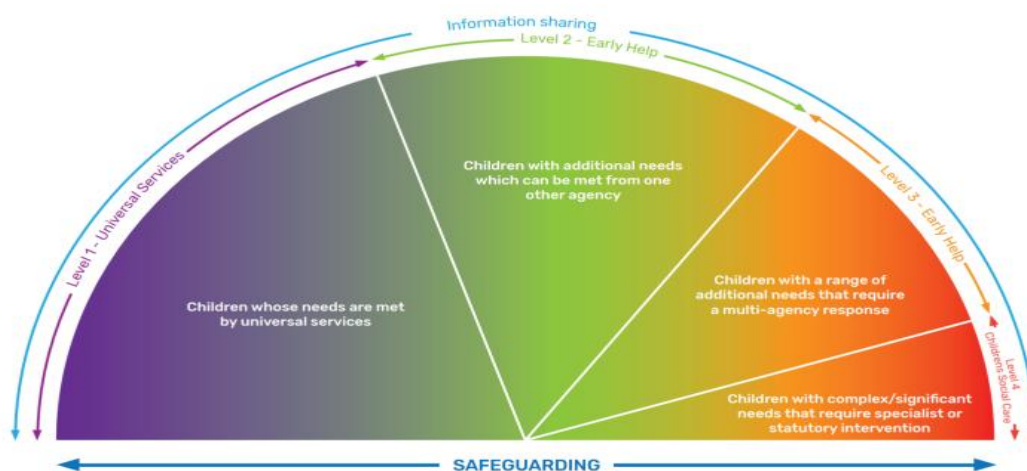 Information sharing
Level 2 - Early Help
Level 1 - Universal Services
Level 3 - Early Help
Level 4
Childrens Social Care
Children with additional needs
which can be met from one
other agency
Children whose needs are met
by universal services
Children with a range of
additional needs that require
a multi-agency response
Children with complex/significant
needs that require specialist or
statutory intervention
SAFEGUARDING